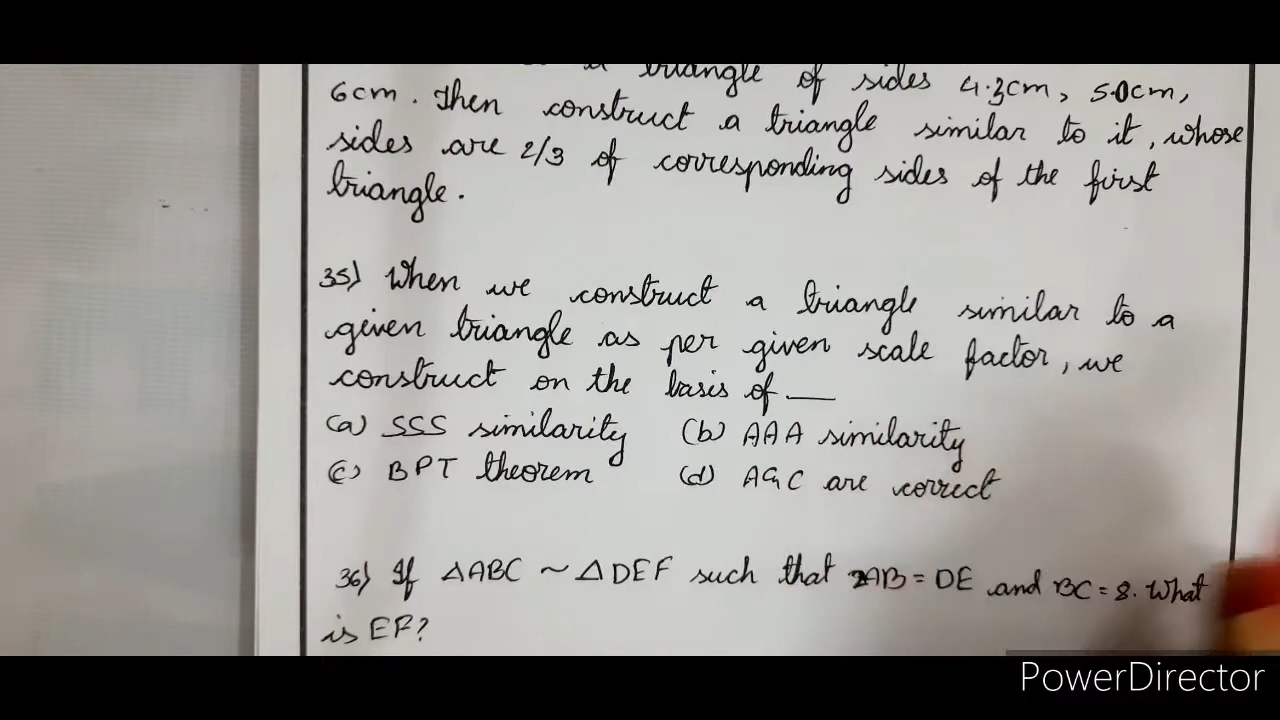 a triangle of sides 4.3cm, 5.0cm,
6cm. Then construct a triangle similar to it, whose
sides are 2/3 of corresponding sides of the first
triangle.
35) When we construct a triangle similar to a
given triangle as per given scale factor, we
construct on the basis of ___
(a) SSS similarity (b) AAA similarity
(c) BPT theorem (d) A & C are correct
36) If △ABC ~ △DEF such that 2AB = DE and BC = 8. What
is EF?
PowerDirector